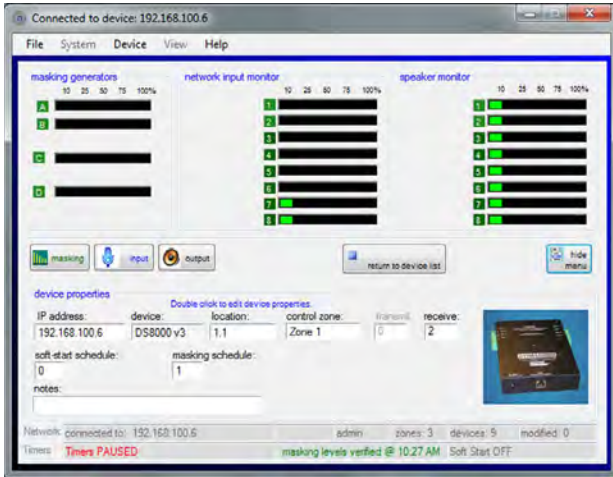 Connected to device: 192.168.100.6
File System Device View Help
masking generators network input monitor speaker monitor
10 25 50 75 100% 10 25 50 75 100% 10 25 50 75 100%
A 1 1
B 2 2
3 3
C 4 4
5 5
D 6 6
7 7
8 8
masking input output return to device list hide menu
device properties
Double click to edit device properties.
IP address: device: location: control zone: transmit: receive:
192.168.100.6 DS8000 v3 1.1 Zone 1 0 2
soft-start schedule: masking schedule:
0 1
notes:
Network: connected to: 192.168.100.6 admin zones: 3 devices: 9 modified: 0
Timers: Timers PAUSED masking levels verified @ 10:27 AM Soft Start OFF